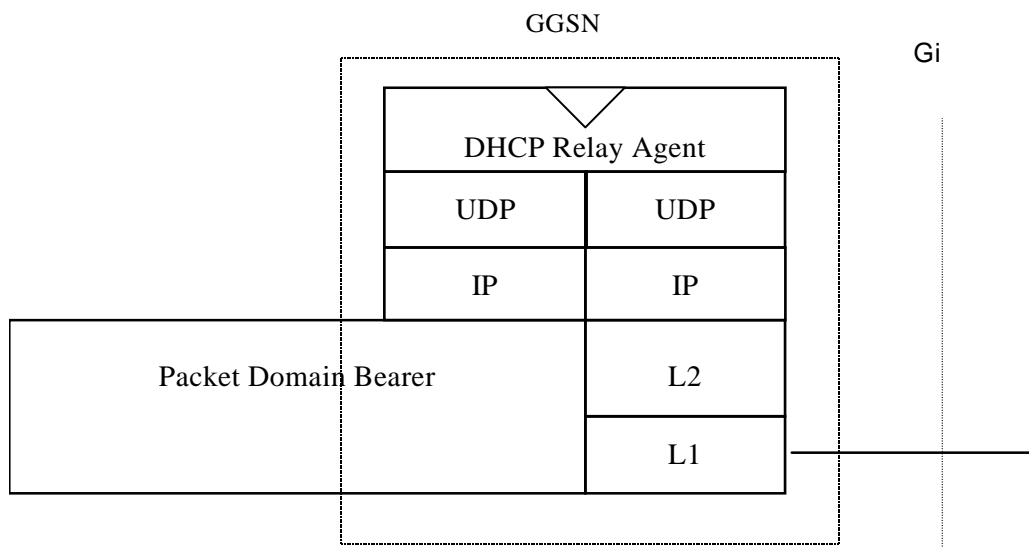 GGSN
Gi
DHCP Relay Agent
UDP
UDP
IP
IP
Packet Domain Bearer
L2
L1